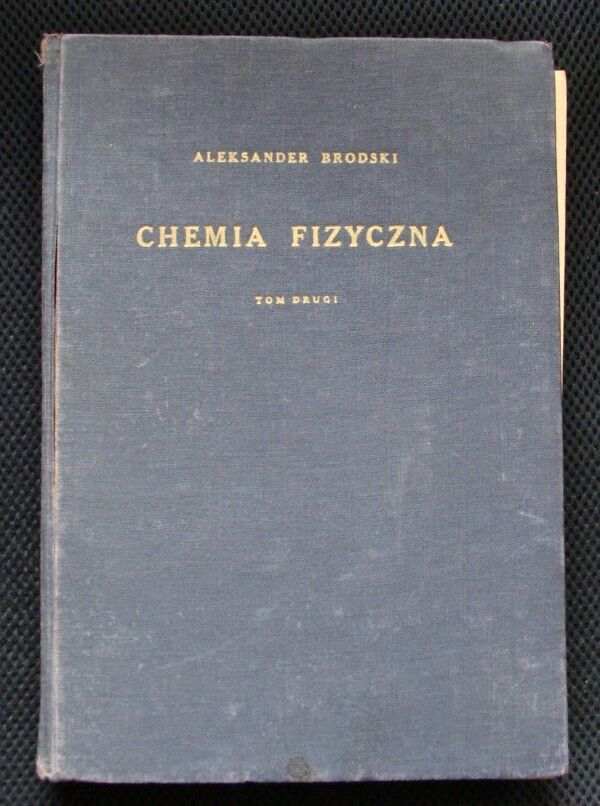 ALEKSANDER BRODSKI
CHEMIA FIZYCZNA
TOM DRUGI